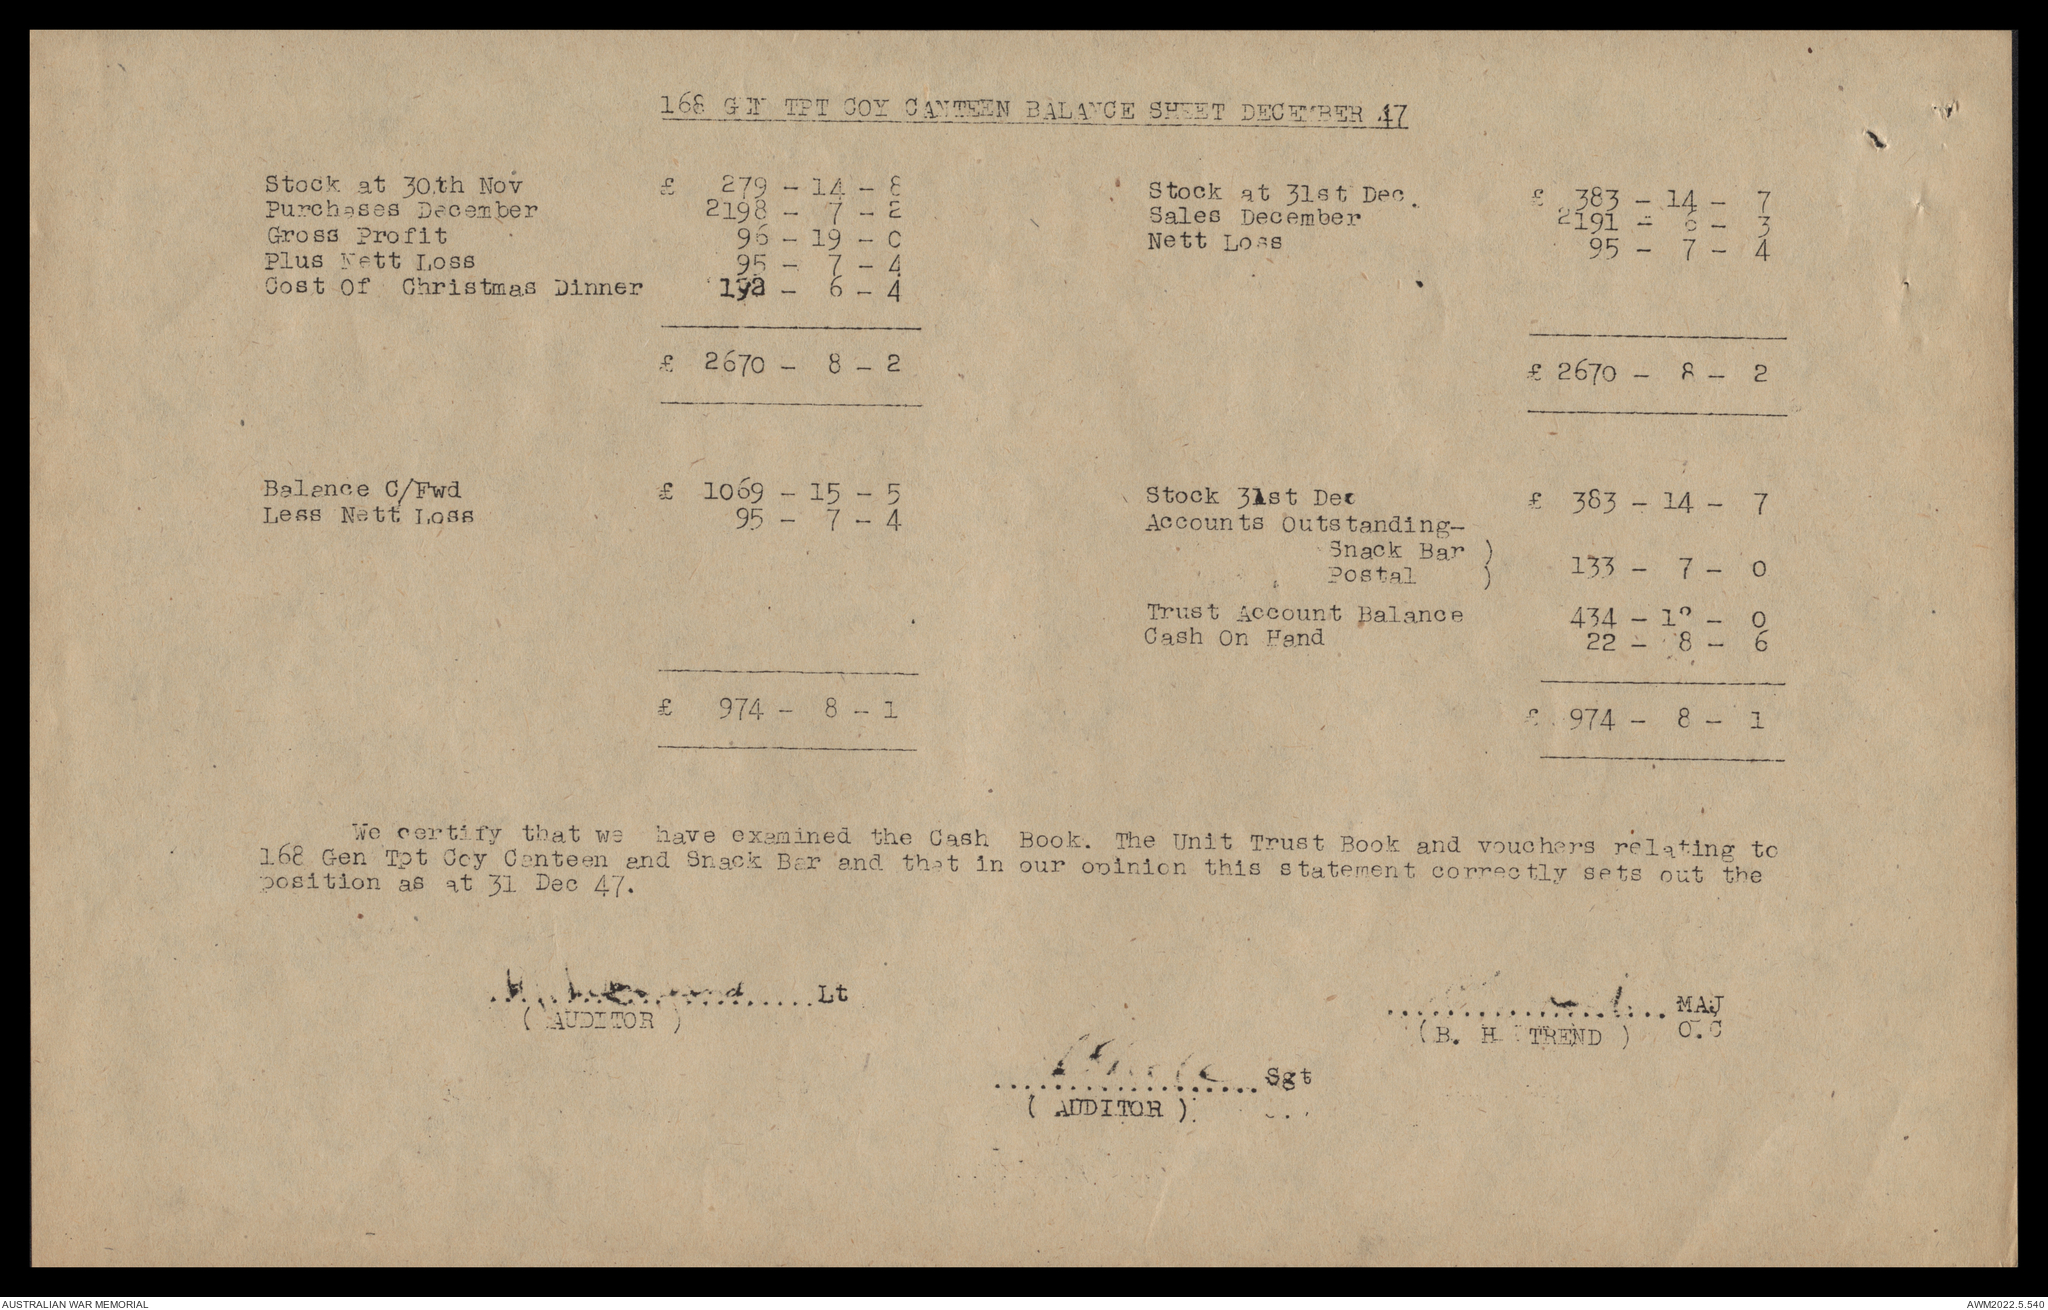 168 GEN TPT COY CANTEEN BALANCE SHEET DECEMBER 47
Stock at 30th Nov £ 279 - 14 - 8
Purchases December 2198 - 7 - 2
Gross Profit 96 - 19 - 0
Plus Nett Loss 95 - 7 - 4
Cost Of Christmas Dinner 192 - 6 - 4
£ 2670 - 8 - 2
Stock at 31st Dec. £ 383 - 14 - 7
Sales December 2191 - 6 - 3
Nett Loss 95 - 7 - 4
£ 2670 - 8 - 2
Balance C/Fwd £ 1069 - 15 - 5
Less Nett Loss 95 - 7 - 4
£ 974 - 8 - 1
Stock 31st Dec £ 383 - 14 - 7
Accounts Outstanding-
Snack Bar )
Postal ) 133 - 7 - 0
Trust Account Balance 434 - 18 - 0
Cash On Hand 22 - 8 - 6
£ 974 - 8 - 1
We certify that we have examined the Cash Book. The Unit Trust Book and vouchers relating to
168 Gen Tpt Coy Canteen and Snack Bar and that in our opinion this statement correctly sets out the
position as at 31 Dec 47.
Lt
( AUDITOR )
MAJ
(B. H TREND ) O.C
Sgt
( AUDITOR )
AUSTRALIAN WAR MEMORIAL
AWM2022.5.540